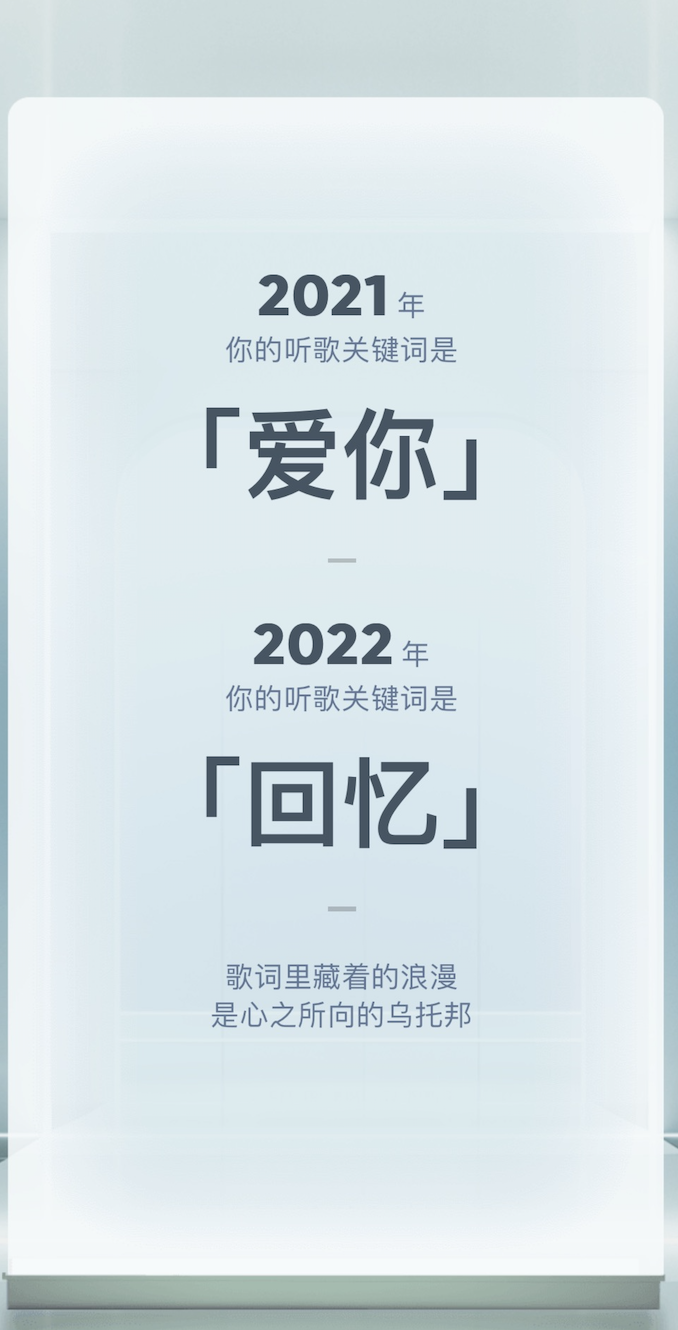 2021 年
你的听歌关键词是
「爱你」
—
2022 年
你的听歌关键词是
「回忆」
—
歌词里藏着的浪漫
是心之所向的乌托邦